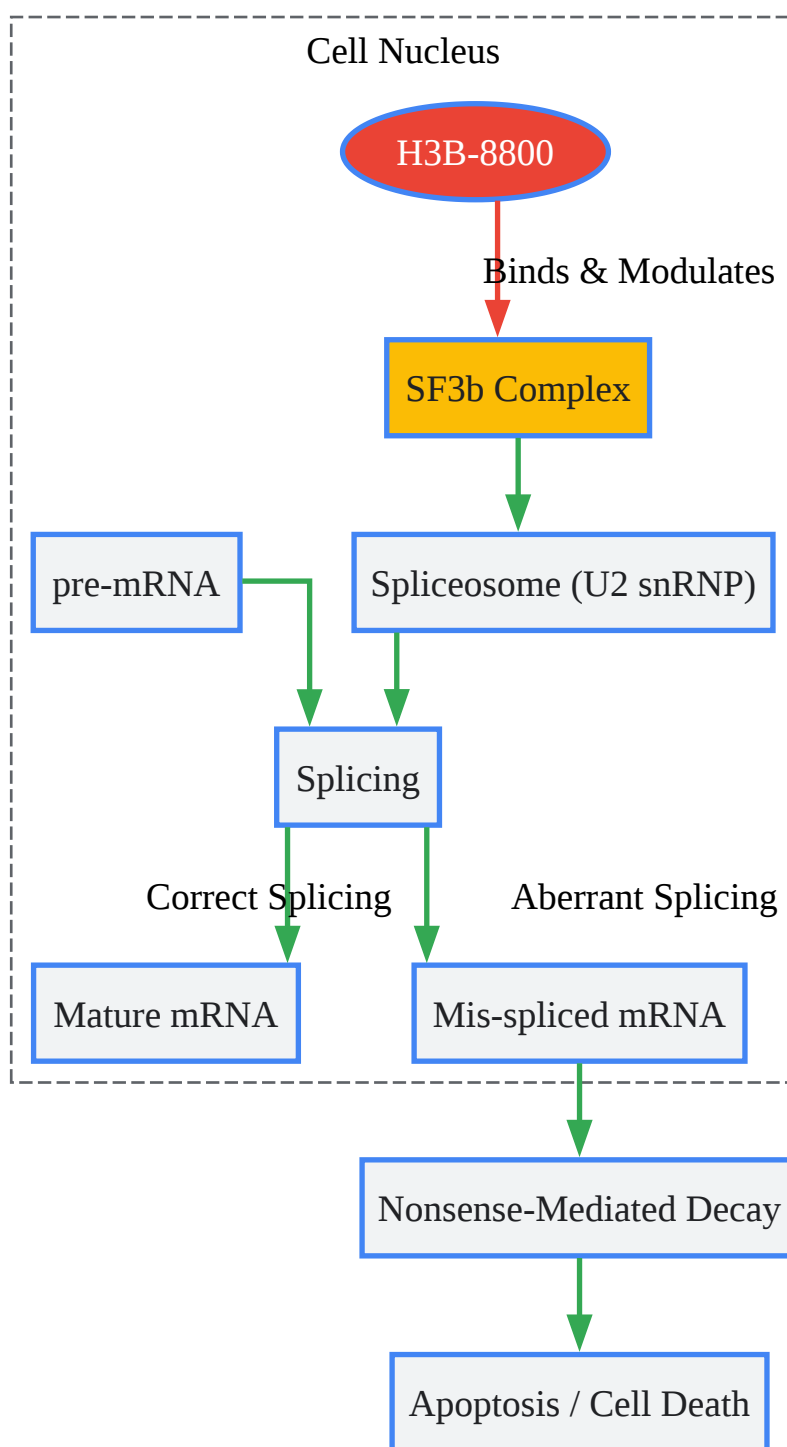 Cell Nucleus
H3B-8800
Binds & Modulates
SF3b Complex
pre-mRNA
Spliceosome (U2 snRNP)
Splicing
Correct Splicing
Aberrant Splicing
Mature mRNA
Mis-spliced mRNA
Nonsense-Mediated Decay
Apoptosis / Cell Death